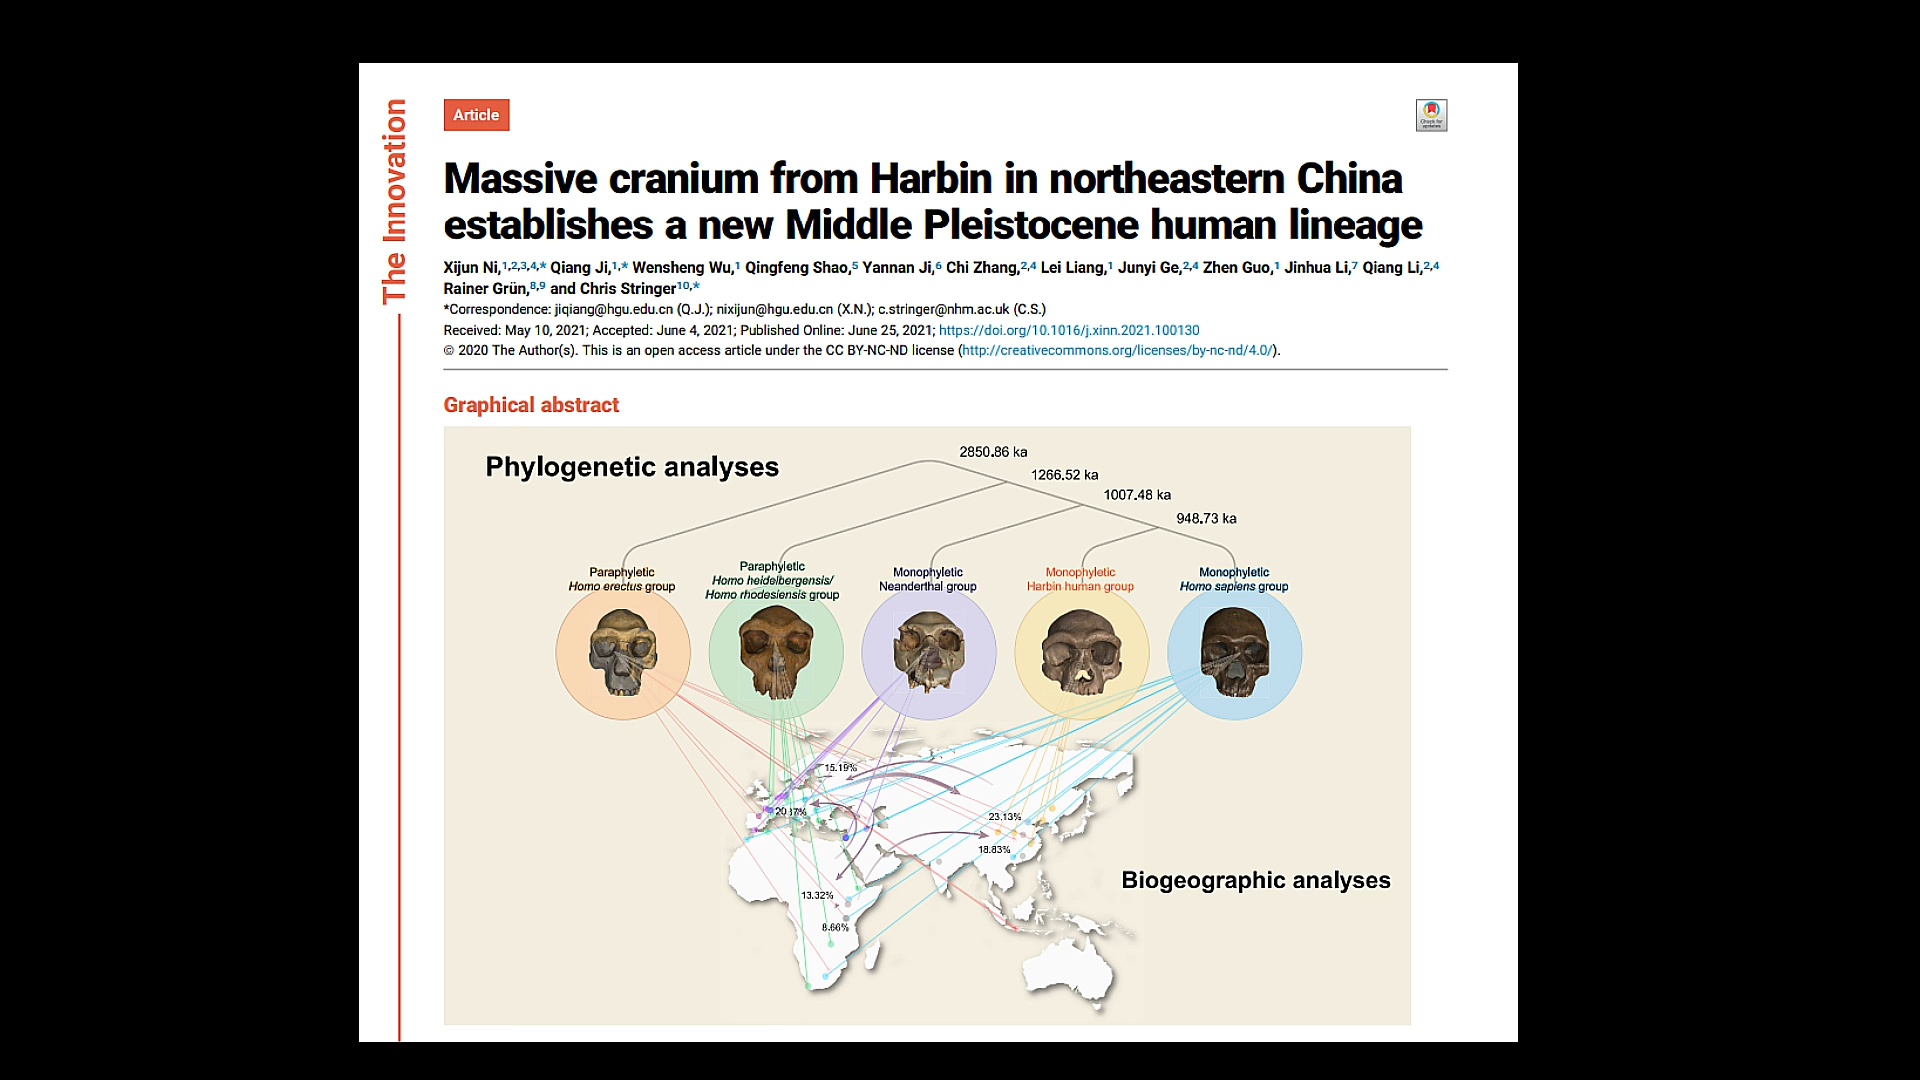 The Innovation
Article
Check for
updates
Massive cranium from Harbin in northeastern China
establishes a new Middle Pleistocene human lineage
Xijun Ni,1,2,3,4,* Qiang Ji,1,* Wensheng Wu,1 Qingfeng Shao,5 Yannan Ji,6 Chi Zhang,2,4 Lei Liang,1 Junyi Ge,2,4 Zhen Guo,1 Jinhua Li,7 Qiang Li,2,4
Rainer Grün,8,9 and Chris Stringer10,*
*Correspondence: jiqiang@hgu.edu.cn (Q.J.); nixijun@hgu.edu.cn (X.N.); c.stringer@nhm.ac.uk (C.S.)
Received: May 10, 2021; Accepted: June 4, 2021; Published Online: June 25, 2021; https://doi.org/10.1016/j.xinn.2021.100130
© 2020 The Author(s). This is an open access article under the CC BY-NC-ND license (http://creativecommons.org/licenses/by-nc-nd/4.0/).
Graphical abstract
Phylogenetic analyses
2850.86 ka
1266.52 ka
1007.48 ka
948.73 ka
Paraphyletic
Homo erectus group
Paraphyletic
Homo heidelbergensis/
Homo rhodesiensis group
Monophyletic
Neanderthal group
Monophyletic
Harbin human group
Monophyletic
Homo sapiens group
15.19%
23.13%
18.83%
Biogeographic analyses
13.32%
8.66%